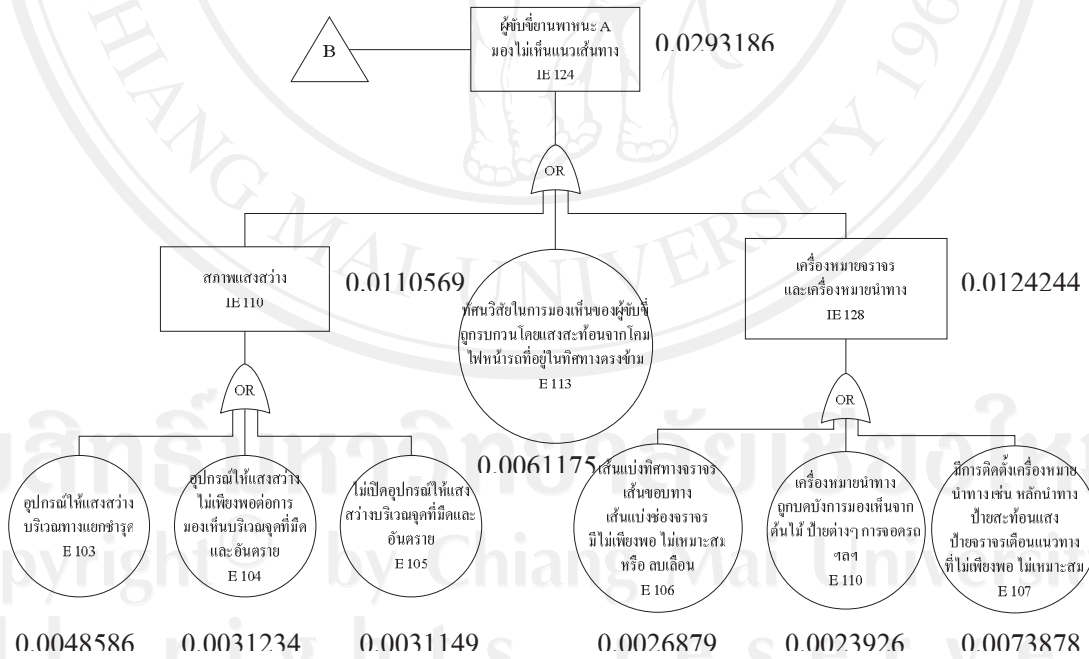 B
ผู้ขับขี่ยานพาหนะ A
มองไม่เห็นแนวเส้นทาง
IE 124
0.0293186
OR
สภาพแสงสว่าง
IE 110
0.0110569
ทัศนวิสัยในการมองเห็นของผู้ขับขี่
ถูกรบกวนโดยแสงสะท้อนจากโคม
ไฟหน้ารถที่อยู่ในทิศทางตรงข้าม
E 113
0.0061175
เครื่องหมายจราจร
และเครื่องหมายนำทาง
IE 128
0.0124244
OR
OR
อุปกรณ์ให้แสงสว่าง
บริเวณทางแยกชำรุด
E 103
อุปกรณ์ให้แสงสว่าง
ไม่เพียงพอต่อการ
มองเห็นบริเวณจุดที่มืด
และอันตราย
E 104
ไม่เปิดอุปกรณ์ให้แสง
สว่างบริเวณจุดที่มืดและ
อันตราย
E 105
เส้นแบ่งทิศทางจราจร
เส้นขอบทาง
เส้นแบ่งช่องจราจร
มีไม่เพียงพอ ไม่เหมาะสม
หรือ ลบเลือน
E 106
เครื่องหมายนำทาง
ถูกบดบังการมองเห็นจาก
ต้นไม้ ป้ายต่างๆ การจอดรถ
ฯลฯ
E 110
มีการติดตั้งเครื่องหมาย
นำทาง เช่น หลักนำทาง
ป้ายสะท้อนแสง
ป้ายจราจรเตือนแนวทาง
ที่ไม่เพียงพอ ไม่เหมาะสม
E 107
0.0048586
0.0031234
0.0031149
0.0026879
0.0023926
0.0073878
CHIANG MAI UNIVERSITY 196